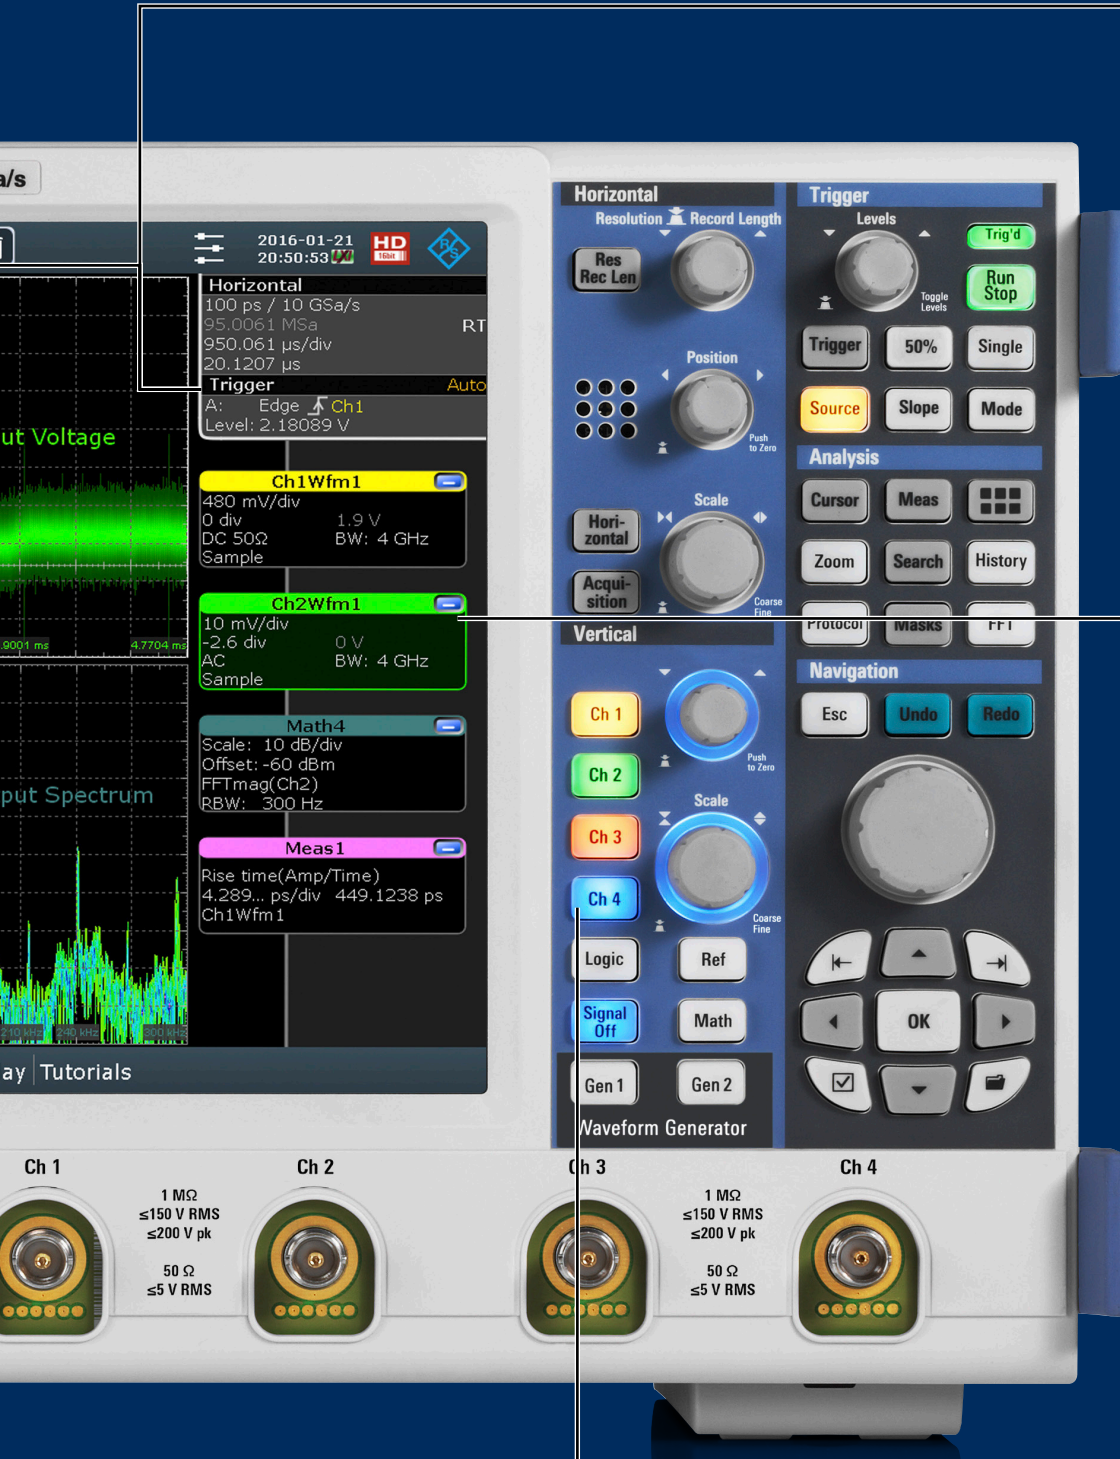 a/s
2016-01-21
20:50:53
HD
16bit
R/S
Horizontal
100 ps / 10 GSa/s
95.0061 MSa
RT
950.061 µs/div
20.1207 µs
Trigger
Auto
A: Edge Ch1
Level: 2.18089 V
ut Voltage
.9001 ms
4.7704 ms
Ch1Wfm1
480 mV/div
0 div 1.9 V
DC 50Ω BW: 4 GHz
Sample
Ch2Wfm1
10 mV/div
-2.6 div 0 V
AC BW: 4 GHz
Sample
Math4
Scale: 10 dB/div
Offset: -60 dBm
FFTmag(Ch2)
RBW: 300 Hz
put Spectrum
210 kHz
240 kHz
300 kHz
Meas1
Rise time(Amp/Time)
4.289... ps/div 449.1238 ps
Ch1Wfm1
ay Tutorials
Horizontal
Resolution Record Length
Res
Rec Len
Position
Push
to Zero
Scale
Hori-
zontal
Acqui-
sition
Coarse
Fine
Vertical
Ch 1
Push
to Zero
Ch 2
Scale
Ch 3
Ch 4
Coarse
Fine
Logic
Ref
Signal
Off
Math
Gen 1
Gen 2
Waveform Generator
Trigger
Levels
Trig'd
Run
Stop
Toggle
Levels
Trigger
50%
Single
Source
Slope
Mode
Analysis
Cursor
Meas
Zoom
Search
History
Protocol
Masks
FFT
Navigation
Esc
Undo
Redo
OK
Ch 1
1 MΩ
≤150 V RMS
≤200 V pk
50 Ω
≤5 V RMS
Ch 2
Ch 3
1 MΩ
≤150 V RMS
≤200 V pk
50 Ω
≤5 V RMS
Ch 4